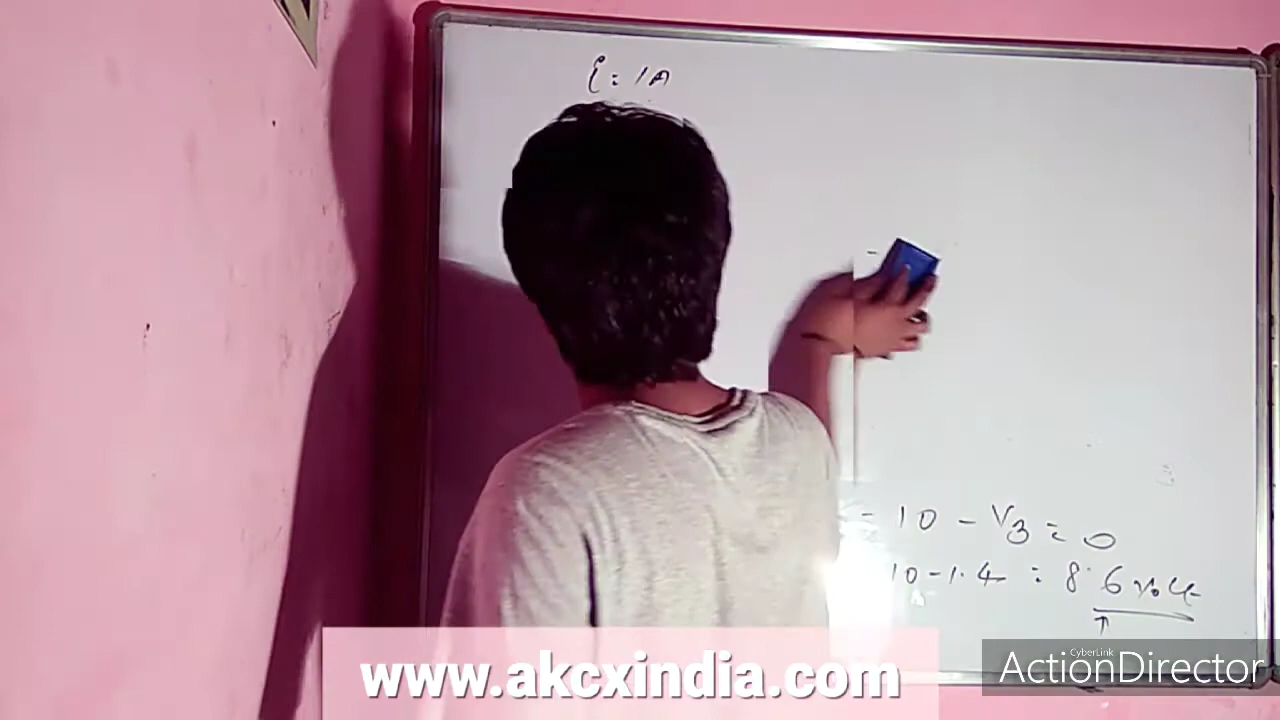 i = 1A
- 10 - V3 = 0
10 - 1.4 = 8.6 volt
www.akcxindia.com
CyberLink
ActionDirector